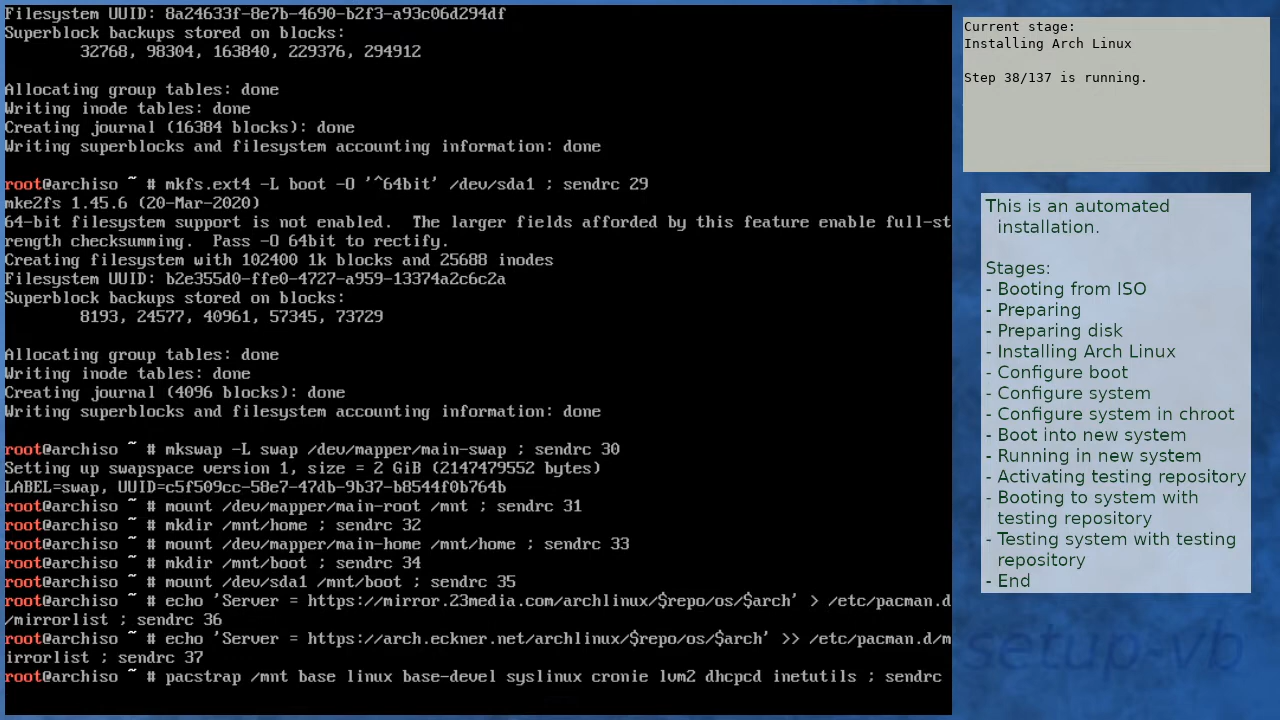 Filesystem UUID: 8a24633f-8e7b-4690-b2f3-a93c06d294df
Superblock backups stored on blocks:
        32768, 98304, 163840, 229376, 294912

Allocating group tables: done
Writing inode tables: done
Creating journal (16384 blocks): done
Writing superblocks and filesystem accounting information: done

root@archiso ~ # mkfs.ext4 -L boot -O '^64bit' /dev/sda1 ; sendrc 29
mke2fs 1.45.6 (20-Mar-2020)
64-bit filesystem support is not enabled.  The larger fields afforded by this feature enable full-st
rength checksumming.  Pass -O 64bit to rectify.
Creating filesystem with 102400 1k blocks and 25688 inodes
Filesystem UUID: b2e355d0-ffe0-4727-a959-13374a2c6c2a
Superblock backups stored on blocks:
        8193, 24577, 40961, 57345, 73729

Allocating group tables: done
Writing inode tables: done
Creating journal (4096 blocks): done
Writing superblocks and filesystem accounting information: done

root@archiso ~ # mkswap -L swap /dev/mapper/main-swap ; sendrc 30
Setting up swapspace version 1, size = 2 GiB (2147479552 bytes)
LABEL=swap, UUID=c5f509cc-58e7-47db-9b37-b8544f0b764b
root@archiso ~ # mount /dev/mapper/main-root /mnt ; sendrc 31
root@archiso ~ # mkdir /mnt/home ; sendrc 32
root@archiso ~ # mount /dev/mapper/main-home /mnt/home ; sendrc 33
root@archiso ~ # mkdir /mnt/boot ; sendrc 34
root@archiso ~ # mount /dev/sda1 /mnt/boot ; sendrc 35
root@archiso ~ # echo 'Server = https://mirror.23media.com/archlinux/$repo/os/$arch' > /etc/pacman.d
/mirrorlist ; sendrc 36
root@archiso ~ # echo 'Server = https://arch.eckner.net/archlinux/$repo/os/$arch' >> /etc/pacman.d/m
irrorlist ; sendrc 37
root@archiso ~ # pacstrap /mnt base linux base-devel syslinux cronie lvm2 dhcpcd inetutils ; sendrc
Current stage:
Installing Arch Linux

Step 38/137 is running.
This is an automated
installation.

Stages:
- Booting from ISO
- Preparing
- Preparing disk
- Installing Arch Linux
- Configure boot
- Configure system
- Configure system in chroot
- Boot into new system
- Running in new system
- Activating testing repository
- Booting to system with
testing repository
- Testing system with testing
repository
- End
setup-vb